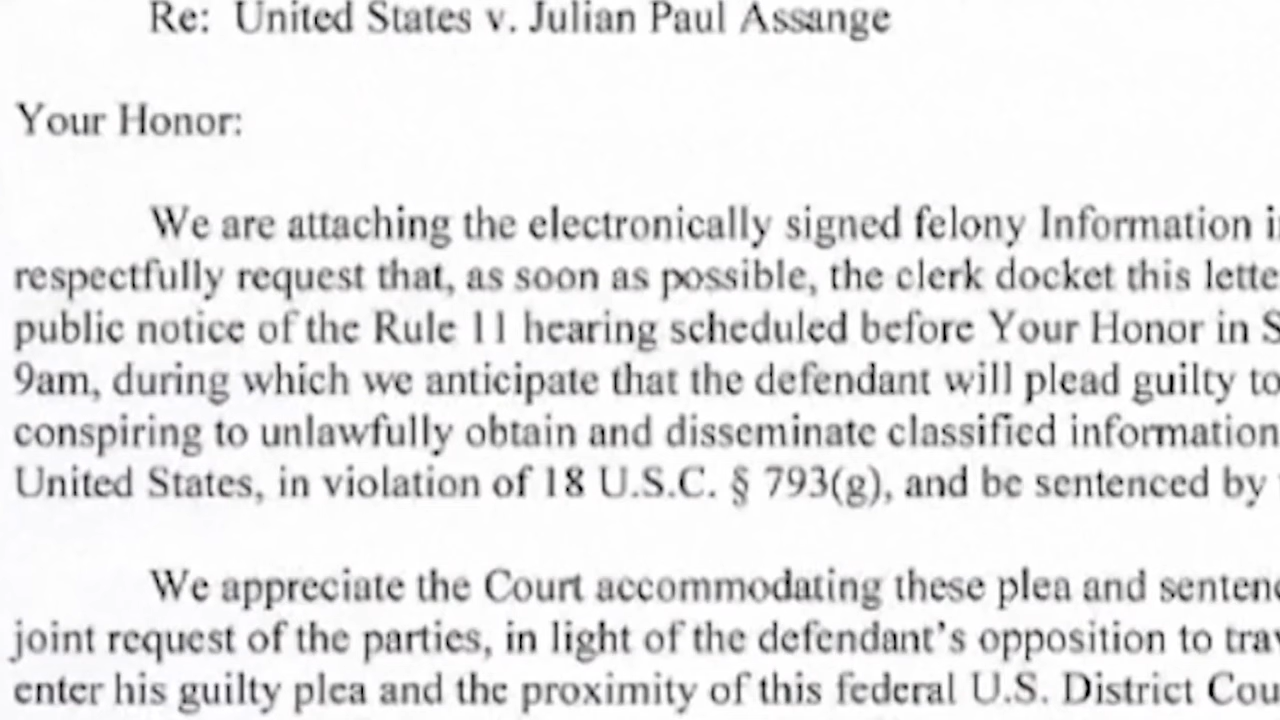 Re: United States v. Julian Paul Assange
Your Honor:
We are attaching the electronically signed felony Information
respectfully request that, as soon as possible, the clerk docket this
public notice of the Rule 11 hearing scheduled before Your Honor in
9am, during which we anticipate that the defendant will plead guilty to
conspiring to unlawfully obtain and disseminate classified information
United States, in violation of 18 U.S.C. § 793(g), and be sentenced by
We appreciate the Court accommodating these plea and
joint request of the parties, in light of the defendant's opposition to
enter his guilty plea and the proximity of this federal U.S. District